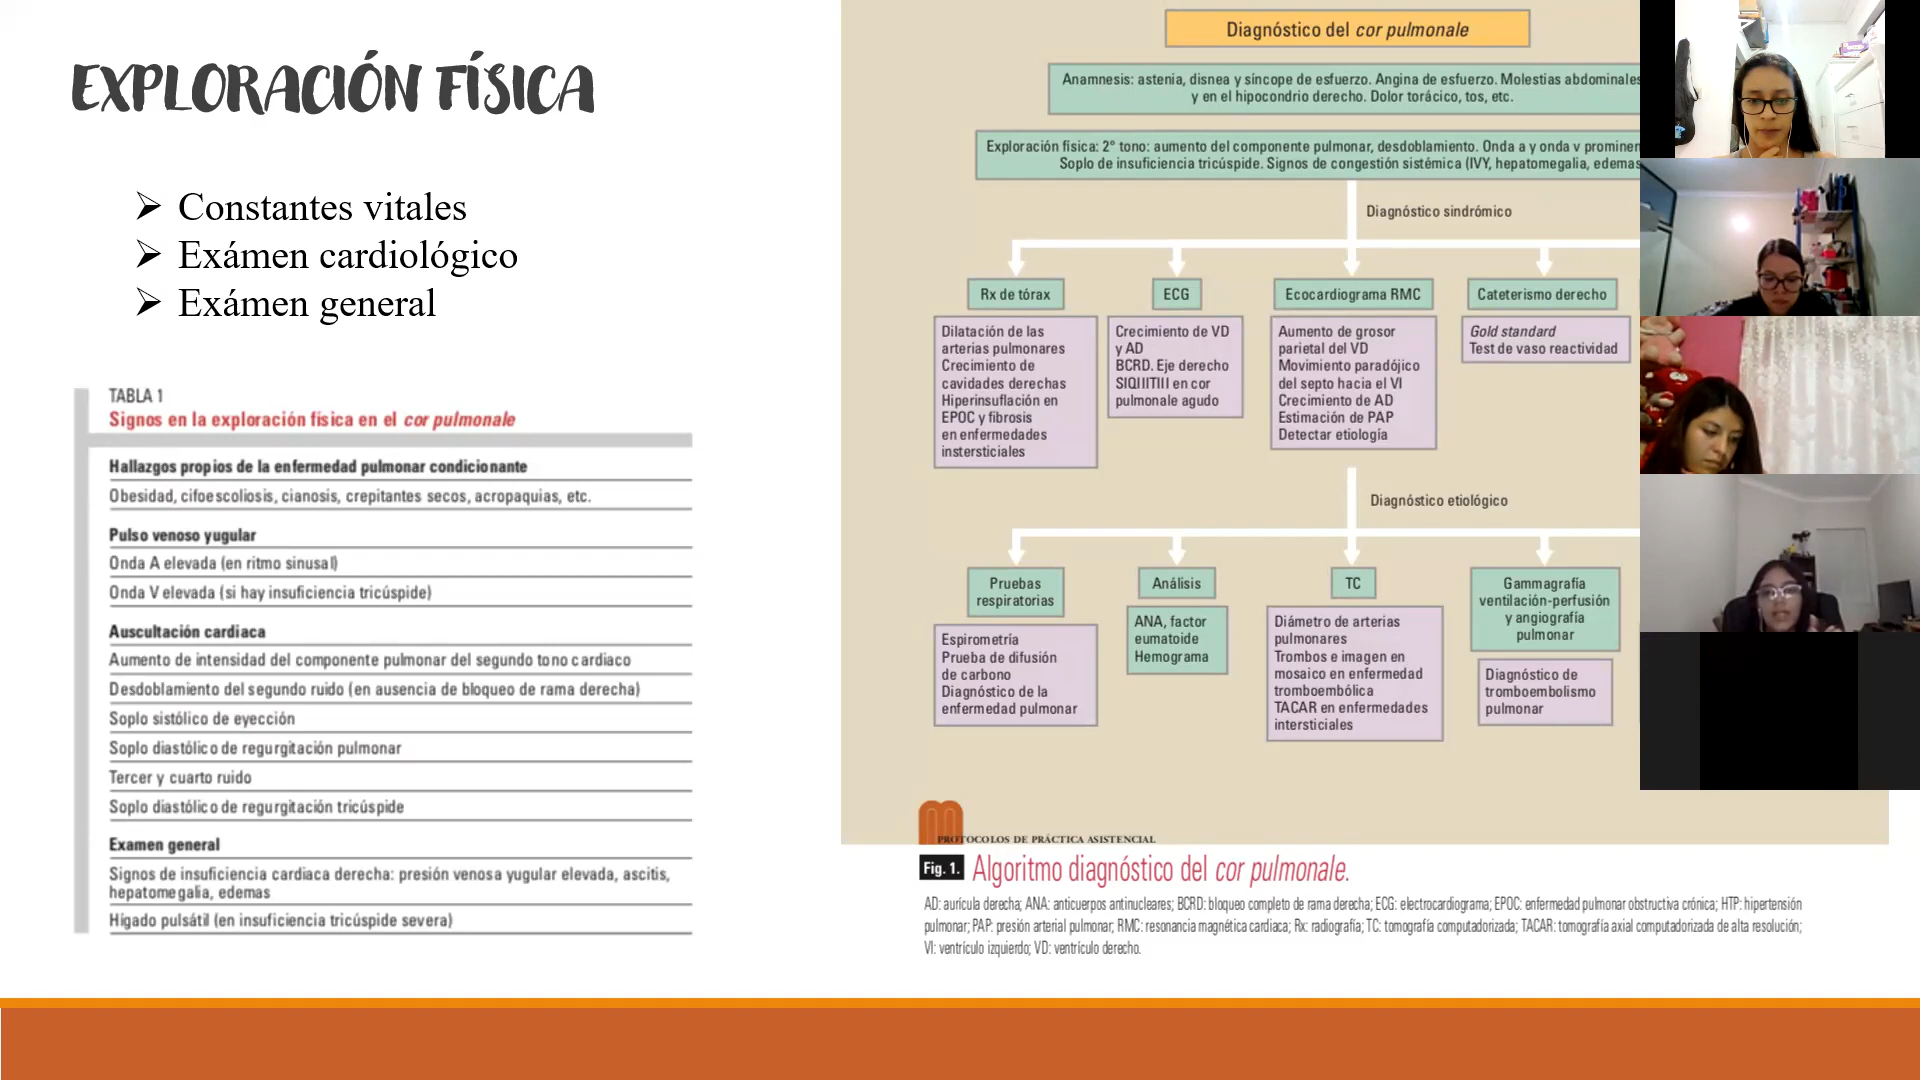 EXPLORACIÓN FÍSICA
Constantes vitales
Exámen cardiológico
Exámen general
TABLA 1
Signos en la exploración física en el cor pulmonale
Hallazgos propios de la enfermedad pulmonar condicionante
Obesidad, cifoescoliosis, cianosis, crepitantes secos, acropaquias, etc.
Pulso venoso yugular
Onda A elevada (en ritmo sinusal)
Onda V elevada (si hay insuficiencia tricúspide)
Auscultación cardiaca
Aumento de intensidad del componente pulmonar del segundo tono cardiaco
Desdoblamiento del segundo ruido (en ausencia de bloqueo de rama derecha)
Soplo sistólico de eyección
Soplo diastólico de regurgitación pulmonar
Tercer y cuarto ruido
Soplo diastólico de regurgitación tricúspide
Examen general
Signos de insuficiencia cardiaca derecha: presión venosa yugular elevada, ascitis,
hepatomegalia, edemas
Hígado pulsátil (en insuficiencia tricúspide severa)
Diagnóstico del cor pulmonale
Anamnesis: astenia, disnea y síncope de esfuerzo. Angina de esfuerzo. Molestias abdominales
y en el hipocondrio derecho. Dolor torácico, tos, etc.
Exploración física: 2° tono: aumento del componente pulmonar, desdoblamiento. Onda a y onda v
Soplo de insuficiencia tricúspide. Signos de congestión sistémica (IVY, hepatomegalia, edemas
Diagnóstico sindrómico
Rx de tórax
Dilatación de las
arterias pulmonares
Crecimiento de
cavidades derechas
Hiperinsuflación en
EPOC y fibrosis
en enfermedades
instersticiales
ECG
Crecimiento de VD
y AD
BCRD. Eje derecho
SIQIIITIII en cor
pulmonale agudo
Ecocardiograma RMC
Aumento de grosor
parietal del VD
Movimiento paradójico
del septo hacia el VI
Crecimiento de AD
Estimación de PAP
Detectar etiología
Cateterismo derecho
Gold standard
Test de vaso reactividad
Diagnóstico etiológico
Pruebas
respiratorias
Espirometría
Prueba de difusión
de carbono
Diagnóstico de la
enfermedad pulmonar
Análisis
ANA, factor
eumatoide
Hemograma
TC
Diámetro de arterias
pulmonares
Trombos e imagen en
mosaico en enfermedad
tromboembólica
TACAR en enfermedades
intersticiales
Gammagrafía
ventilación-perfusión
y angiografía
pulmonar
Diagnóstico de
tromboembolismo
pulmonar
PROTOCOLOS DE PRÁCTICA ASISTENCIAL
Fig. 1. Algoritmo diagnóstico del cor pulmonale.
AD: aurícula derecha; ANA: anticuerpos antinucleares; BCRD: bloqueo completo de rama derecha; ECG: electrocardiograma; EPOC: enfermedad pulmonar obstructiva crónica; HTP: hipertensión
pulmonar; PAP: presión arterial pulmonar; RMC: resonancia magnética cardiaca; Rx: radiografía; TC: tomografía computadorizada; TACAR: tomografía axial computadorizada de alta resolución;
VI: ventrículo izquierdo; VD: ventrículo derecho.